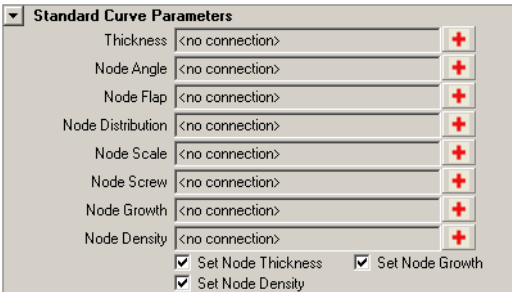 Standard Curve Parameters
Thickness <no connection>
Node Angle <no connection>
Node Flap <no connection>
Node Distribution <no connection>
Node Scale <no connection>
Node Screw <no connection>
Node Growth <no connection>
Node Density <no connection>
Set Node Thickness Set Node Growth
Set Node Density